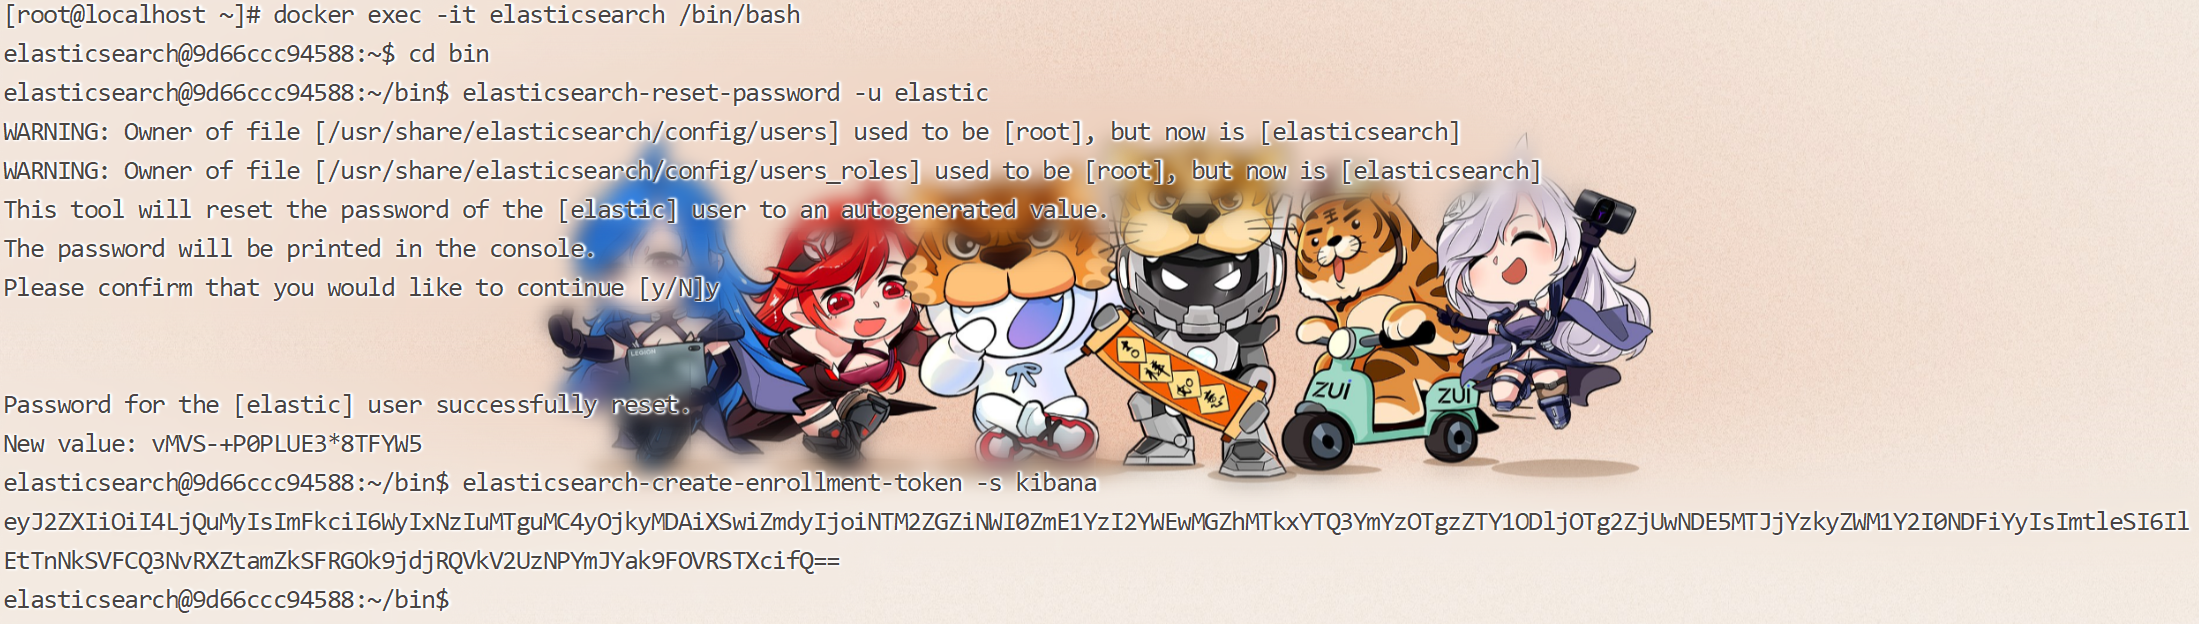 [root@localhost ~]# docker exec -it elasticsearch /bin/bash
elasticsearch@9d66ccc94588:~$ cd bin
elasticsearch@9d66ccc94588:~/bin$ elasticsearch-reset-password -u elastic
WARNING: Owner of file [/usr/share/elasticsearch/config/users] used to be [root], but now is [elasticsearch]
WARNING: Owner of file [/usr/share/elasticsearch/config/users_roles] used to be [root], but now is [elasticsearch]
This tool will reset the password of the [elastic] user to an autogenerated value.
The password will be printed in the console.
Please confirm that you would like to continue [y/N]y
LEGION
ZUI
ZUI
Password for the [elastic] user successfully reset.
New value: vMVS-+P0PLUE3*8TFYW5
elasticsearch@9d66ccc94588:~/bin$ elasticsearch-create-enrollment-token -s kibana
eyJ2ZXIiOiI4LjQuMyIsImFkciI6WyIxNzIuMTguMC4yOjkyMDAiXSwiZmdyIjoiNTM2ZGZiNWI0ZmE1YzI2YWEwMGZhMTkxYTQ3YmYzOTgzZTY1ODljOTg2ZjUwNDE5MTJjYzkyZWM1Y2I0NDFiYyIsImtleSI6Il
EtTnNkSVFCQ3NvRXZtamZkSFRGOk9jdjRQVkV2UzNPYmJYak9FOVRSTXcifQ==
elasticsearch@9d66ccc94588:~/bin$